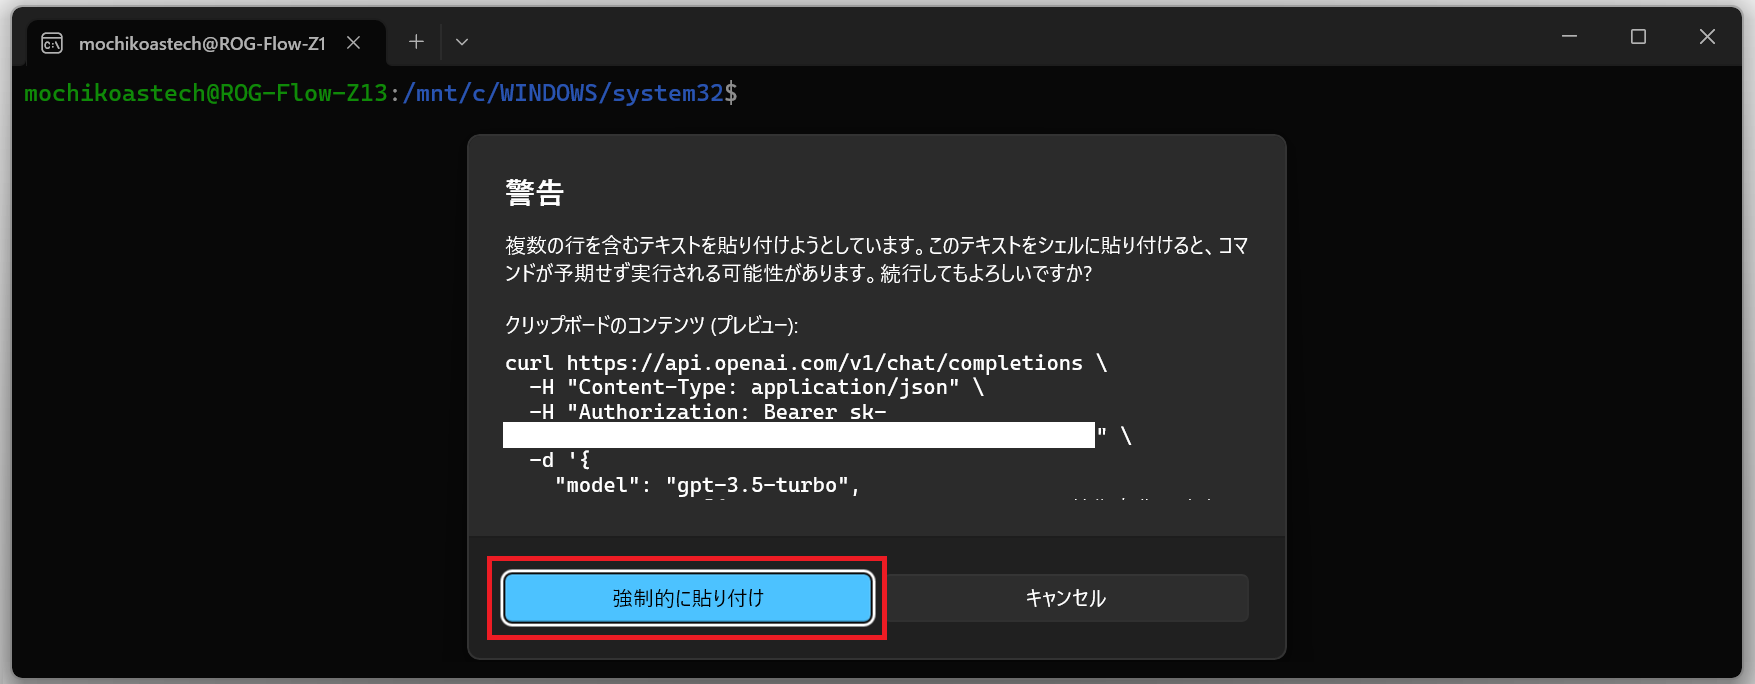 mochikoastech@ROG-Flow-Z1
mochikoastech@ROG-Flow-Z13:/mnt/c/WINDOWS/system32$
警告
複数の行を含むテキストを貼り付けようとしています。このテキストをシェルに貼り付けると、コマ
ンドが予期せず実行される可能性があります。続行してもよろしいですか?
クリップボードのコンテンツ (プレビュー):
curl https://api.openai.com/v1/chat/completions \
-H "Content-Type: application/json" \
-H "Authorization: Bearer sk-
" \
-d '{
"model": "gpt-3.5-turbo",
強制的に貼り付け
キャンセル